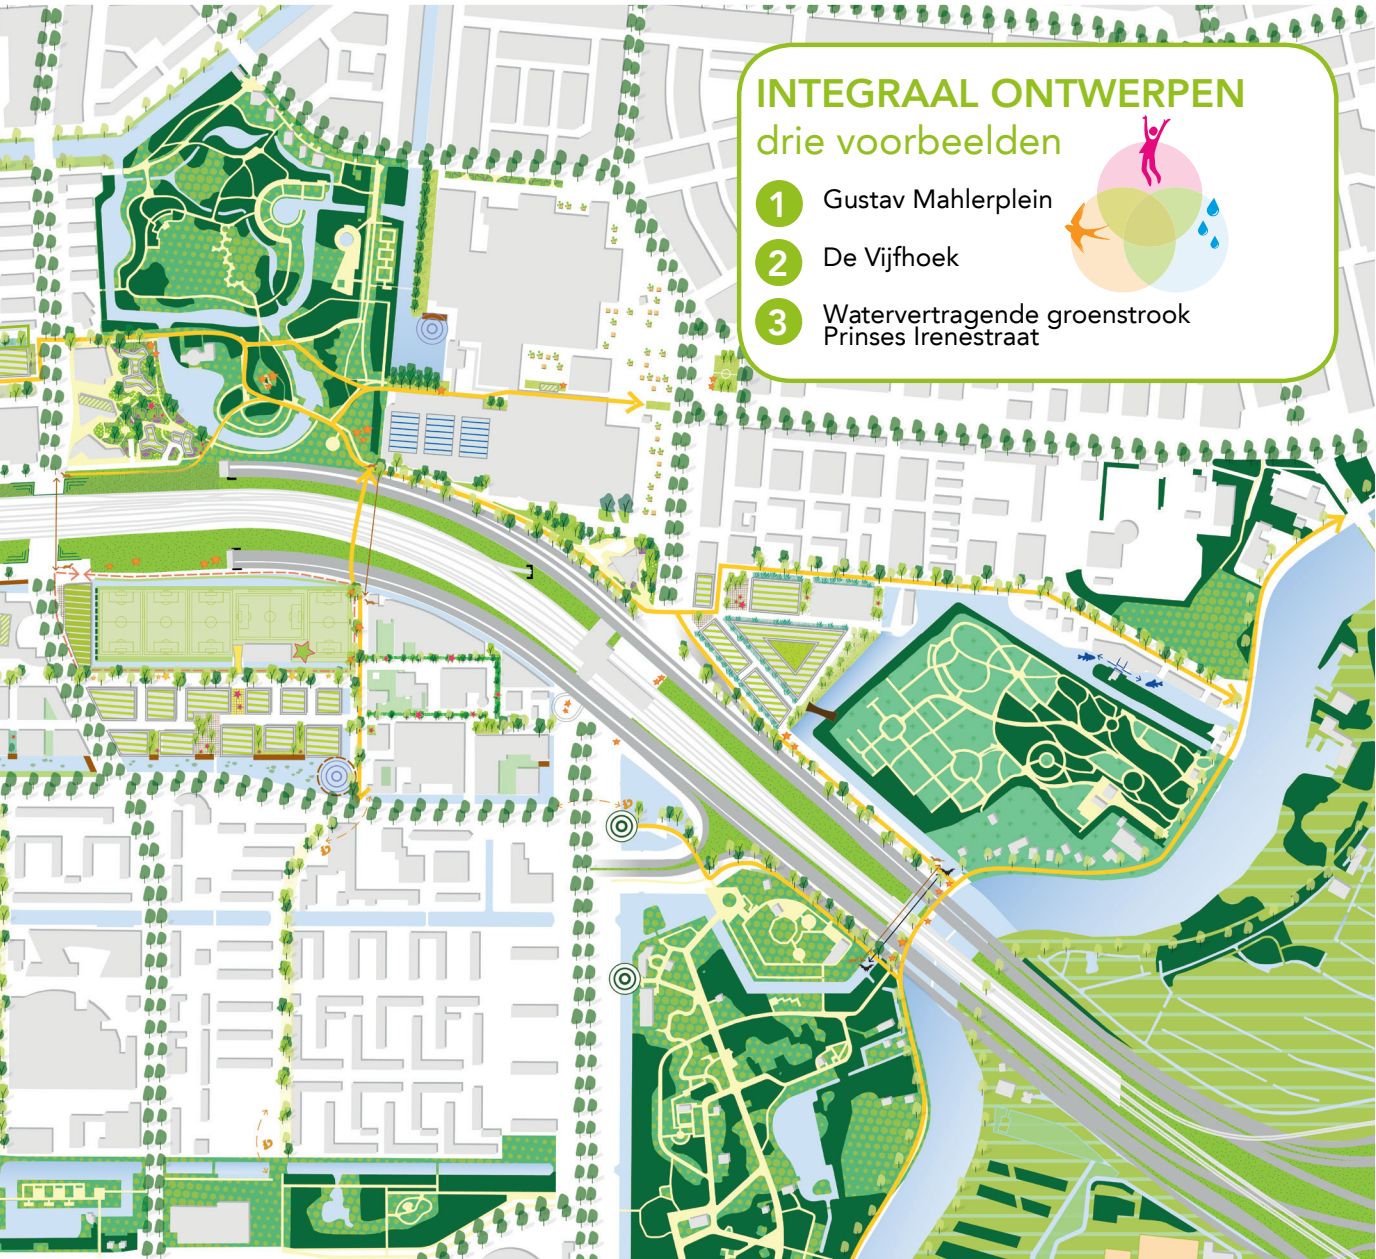 INTEGRAAL ONTWERPEN
drie voorbeelden
1 Gustav Mahlerplein
2 De Vijfhoek
3 Watervertragende groenstrook
Prinses Irenestraat